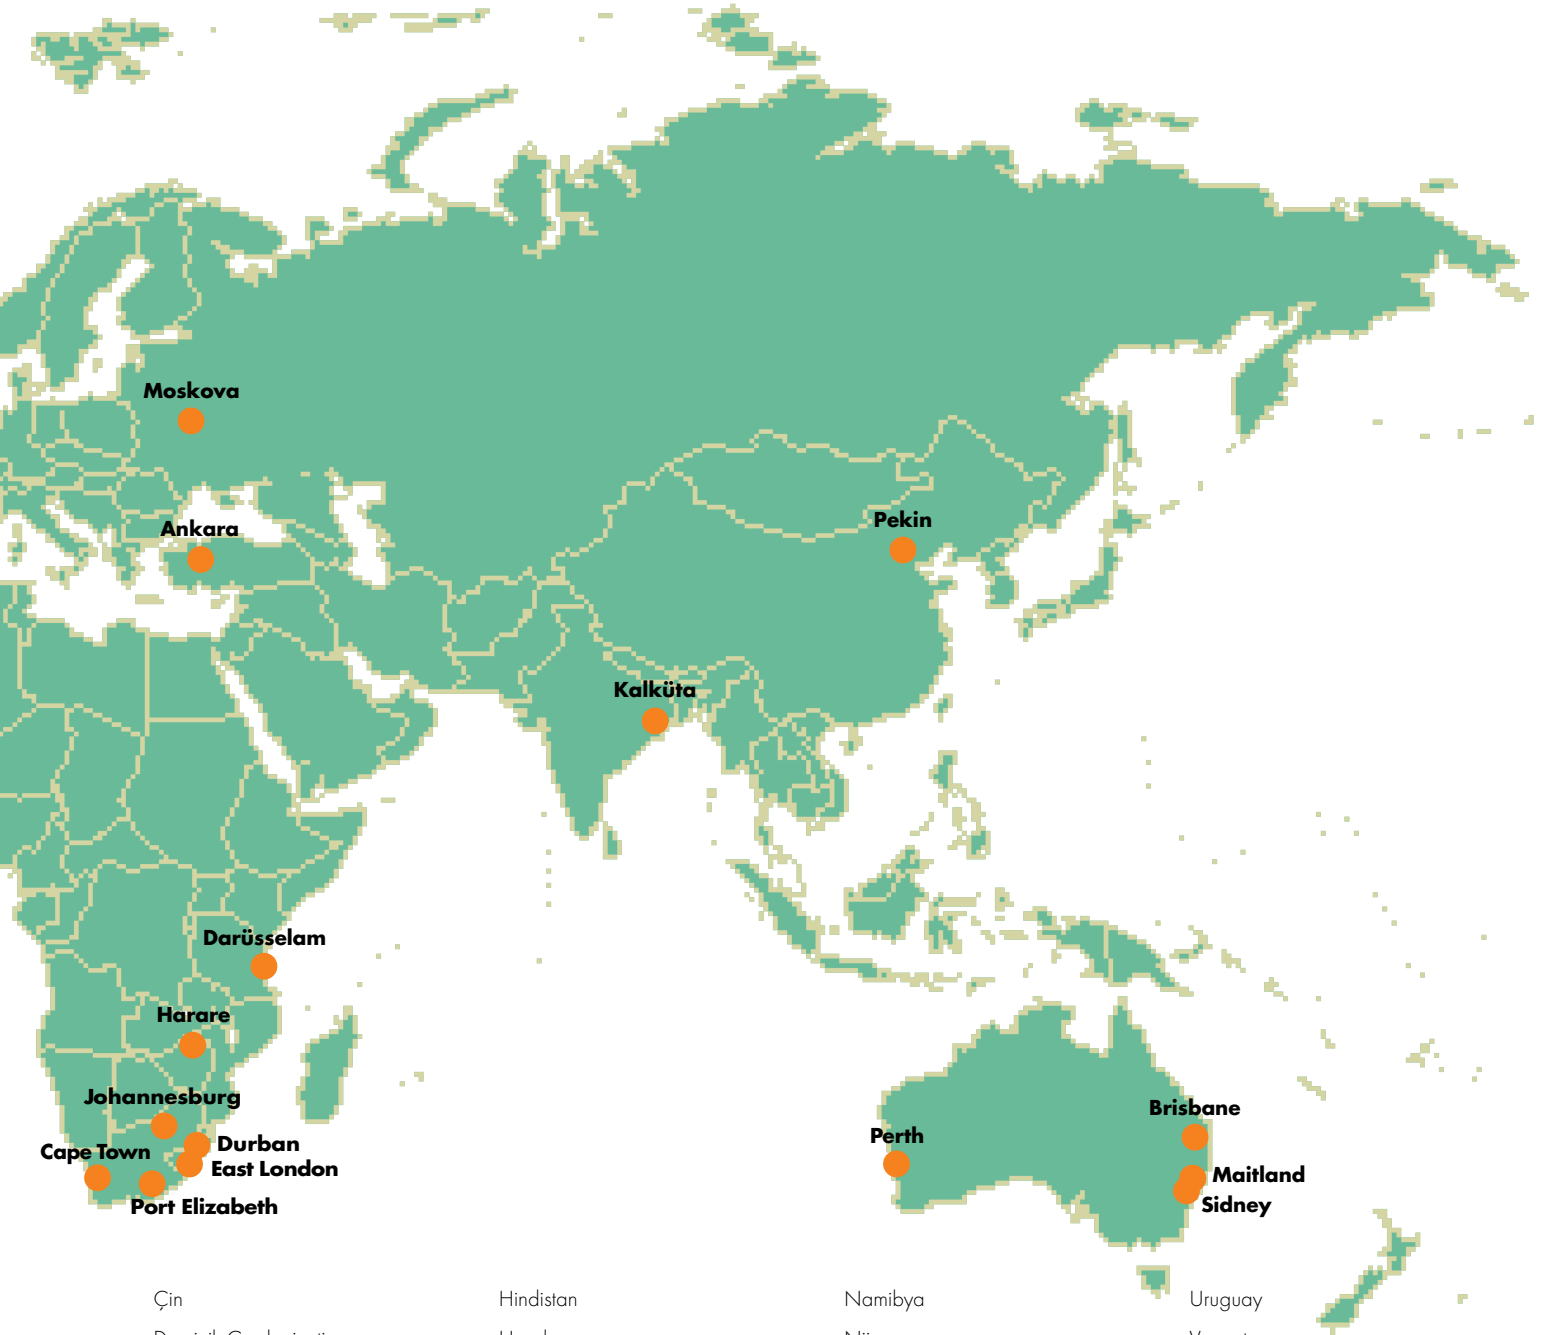 Moskova
Ankara
Pekin
Kalküta
Darüsselam
Harare
Johannesburg
Cape Town
Durban
East London
Port Elizabeth
Brisbane
Perth
Maitland
Sidney
Çin Hindistan Namibya Uruguay